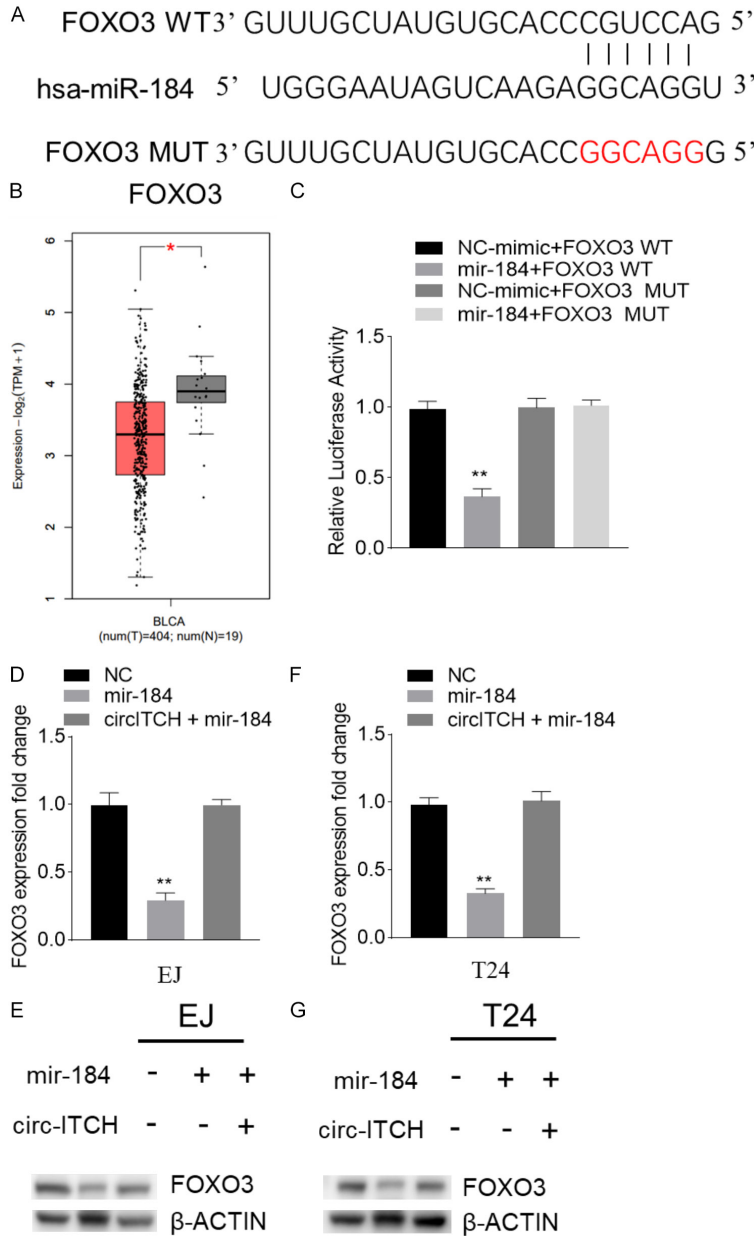 A
FOXO3 WT 3’ GUUUGCUAUGUGCACCCGUCCAG 5’
hsa-miR-184 5’ UGGGAAUAGUCAAGAGGCAGGU 3’
FOXO3 MUT 3’ GUUUGCUAUGUGCACCGGCAGGG 5’
B
FOXO3
*
6
5
4
3
2
1
Expression – log2(TPM + 1)
BLCA
(num(T)=404; num(N)=19)
C
NC-mimic+FOXO3 WT
mir-184+FOXO3 WT
NC-mimic+FOXO3 MUT
mir-184+FOXO3 MUT
Relative Luciferase Activity
1.5
1.0
0.5
0.0
**
D
NC
mir-184
circITCH + mir-184
FOXO3 expression fold change
1.5
1.0
0.5
0.0
**
EJ
F
NC
mir-184
circITCH + mir-184
FOXO3 expression fold change
1.5
1.0
0.5
0.0
**
T24
E
EJ
mir-184 - + +
circ-ITCH - - +
FOXO3
β-ACTIN
G
T24
mir-184 - + +
circ-ITCH - - +
FOXO3
β-ACTIN